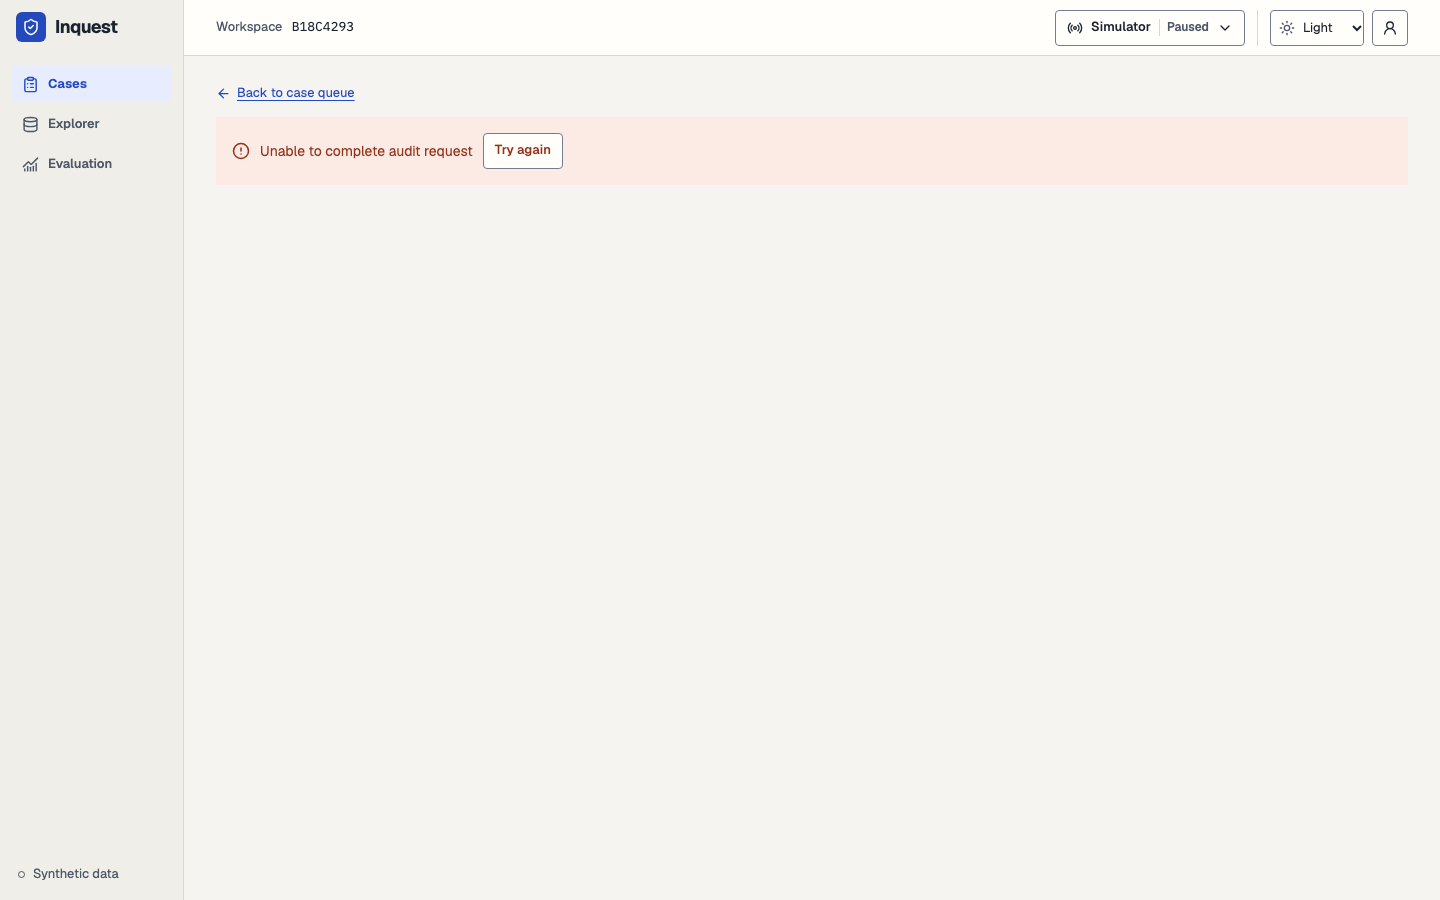 Inquest
Workspace B18C4293
Simulator Paused
Light
Cases
Explorer
Evaluation
Back to case queue
Unable to complete audit request
Try again
Synthetic data